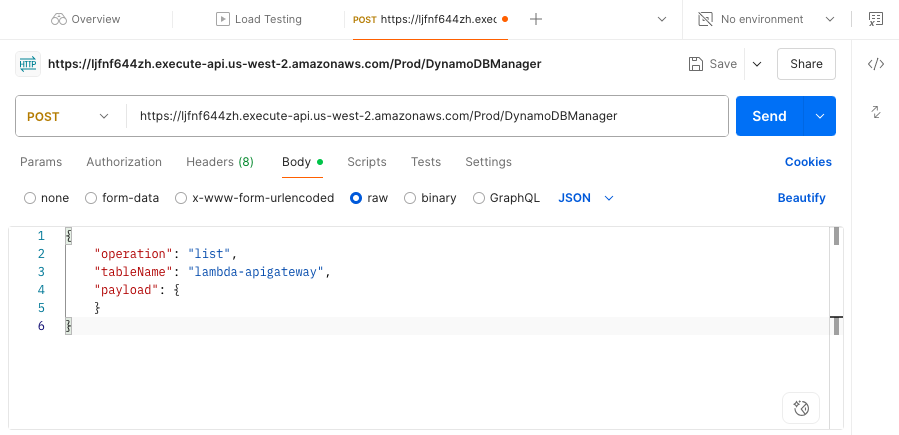 Overview
Load Testing
POST https://ljfnf644zh.exec
No environment
HTTP https://ljfnf644zh.execute-api.us-west-2.amazonaws.com/Prod/DynamoDBManager
Save
Share
POST
https://ljfnf644zh.execute-api.us-west-2.amazonaws.com/Prod/DynamoDBManager
Send
Params Authorization Headers (8) Body Scripts Tests Settings Cookies
none form-data x-www-form-urlencoded raw binary GraphQL JSON Beautify
1 {
2 "operation": "list",
3 "tableName": "lambda-apigateway",
4 "payload": {
5 }
6 }